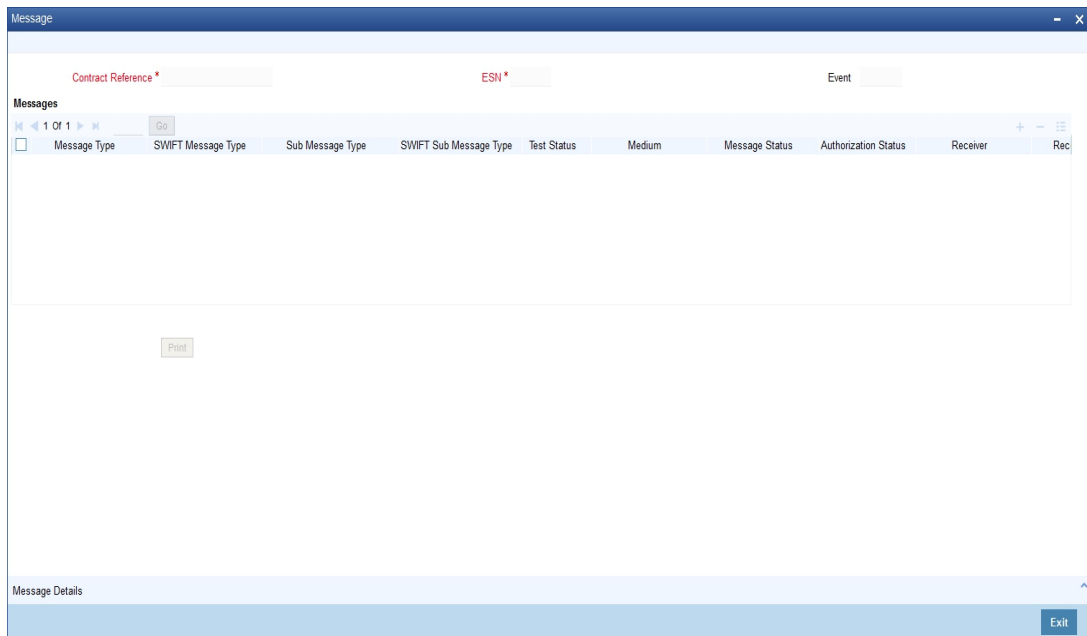 Message
Contract Reference * ESN * Event
Messages
1 Of 1 Go
Message Type SWIFT Message Type Sub Message Type SWIFT Sub Message Type Test Status Medium Message Status Authorization Status Receiver Rec
Print
Message Details
Exit